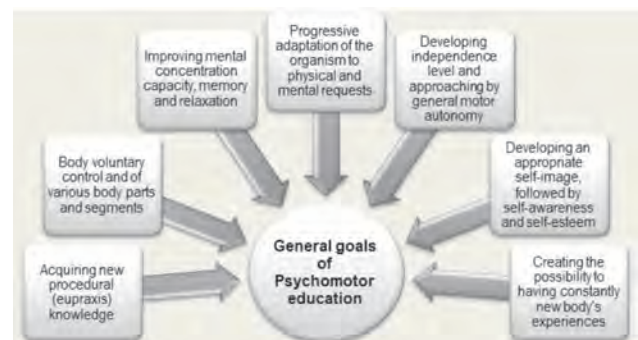 Progressive
adaptation of the
organism to
physical and
mental requests
Improving mental
concentration
capacity, memory
and relaxation
Developing
independence
level and
approaching by
general motor
autonomy
Body voluntary
control and of
various body parts
and segments
Developing an
appropriate
self-image,
followed by
self-awareness
and self-esteem
Acquiring new
procedural
(eupraxis)
knowledge
General goals
of
Psychomotor
education
Creating the
possibility to
having constantly
new body's
experiences